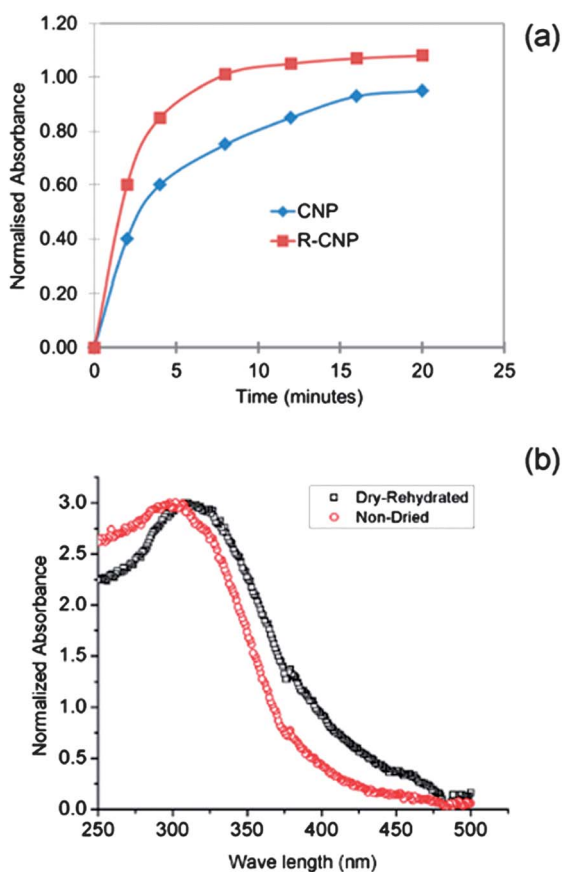 (a)
1.20
1.00
0.80
0.60
0.40
0.20
0.00
Normalised Absorbance
CNP
R-CNP
0 5 10 15 20 25
Time (minutes)
(b)
3.0
2.5
2.0
1.5
1.0
0.5
0.0
Normalized Absorbance
Dry-Rehydrated
Non-Dried
250 300 350 400 450 500
Wave length (nm)